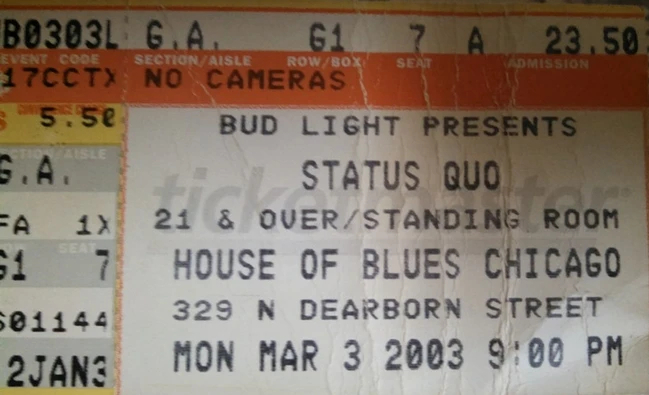 B0303L G.A. G1 7 A 23.50
EVENT CODE SECTION/AISLE ROW/BOX SEAT ADMISSION
17CCTX NO CAMERAS
5.50
BUD LIGHT PRESENTS
G.A.
STATUS QUO
ticketmaster
FA 1X
21 & OVER/STANDING ROOM
G1 7
HOUSE OF BLUES CHICAGO
S01144
329 N DEARBORN STREET
2JAN3
MON MAR 3 2003 9:00 PM